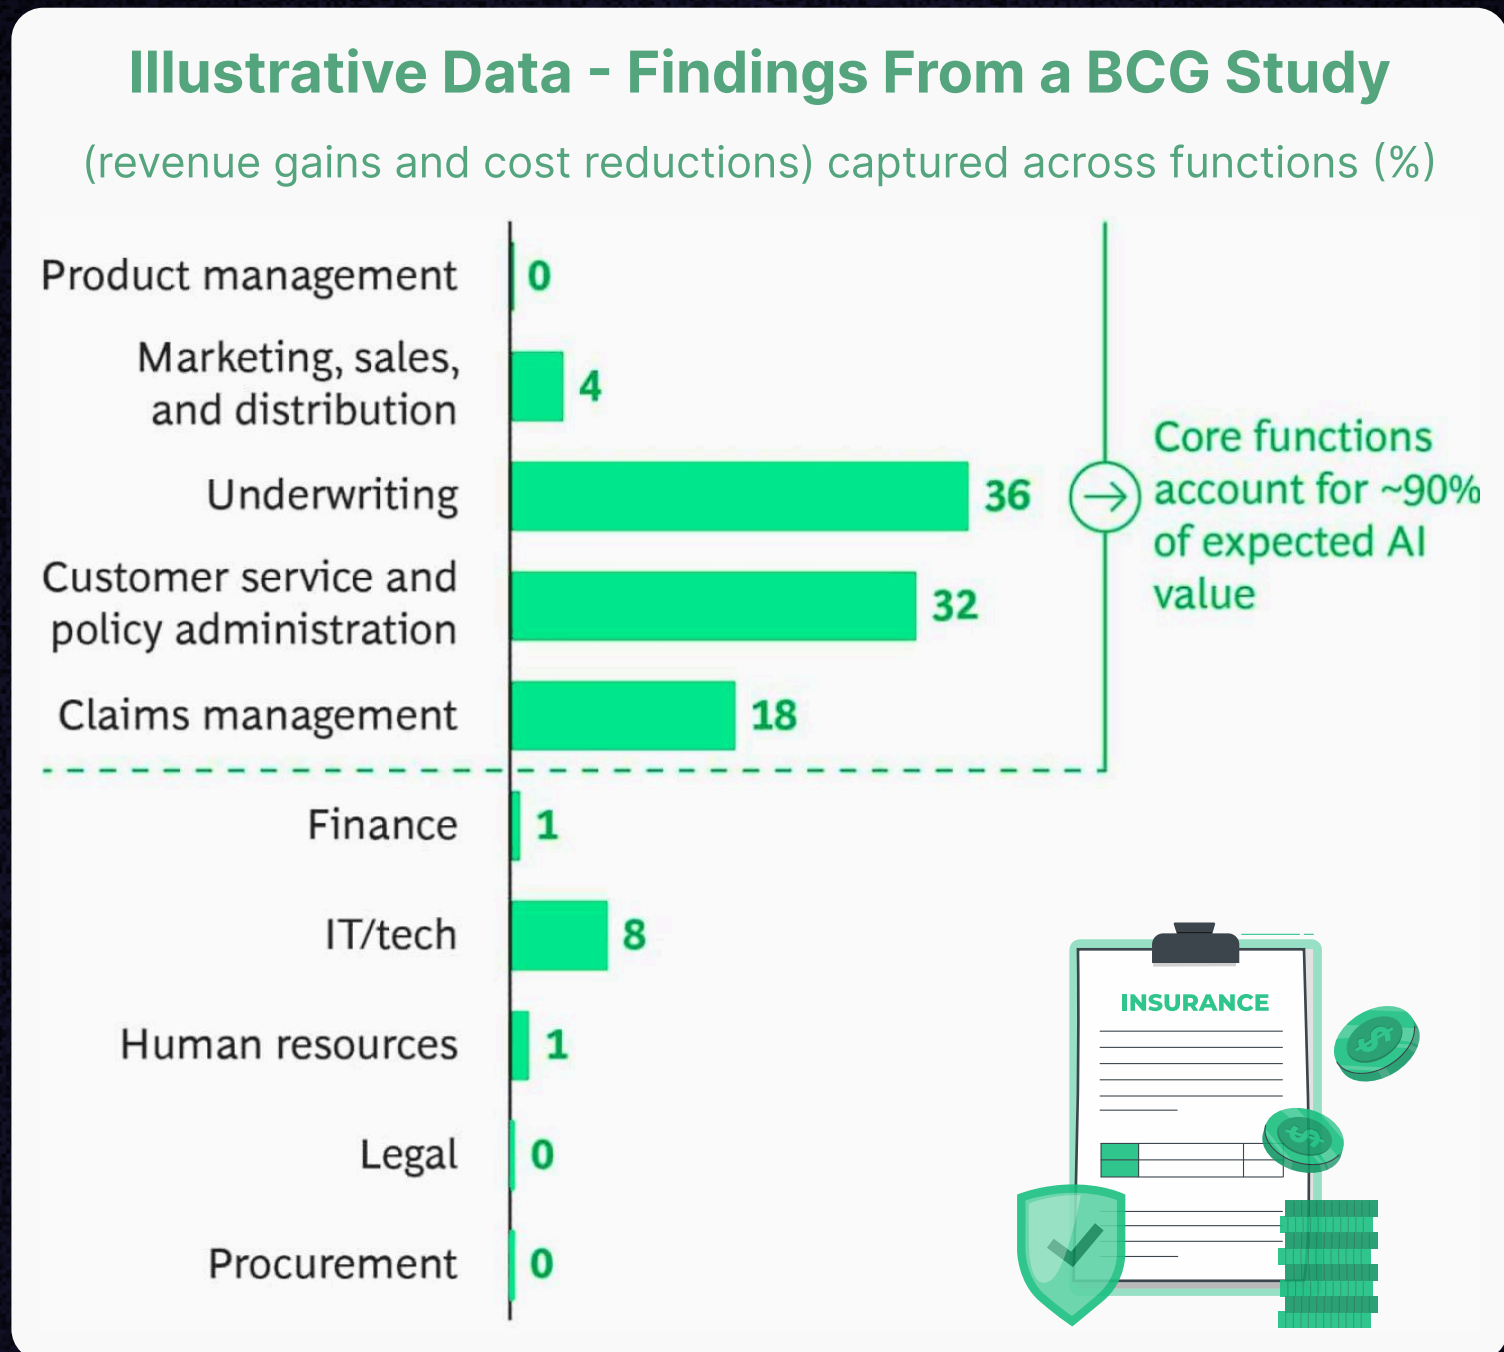 Illustrative Data - Findings From a BCG Study
(revenue gains and cost reductions) captured across functions (%)
Product management 0
Marketing, sales,
and distribution 4
Underwriting 36
Customer service and
policy administration 32
Claims management 18
Core functions
account for ~90%
of expected AI
value
Finance 1
IT/tech 8
Human resources 1
Legal 0
Procurement 0
INSURANCE
$
$